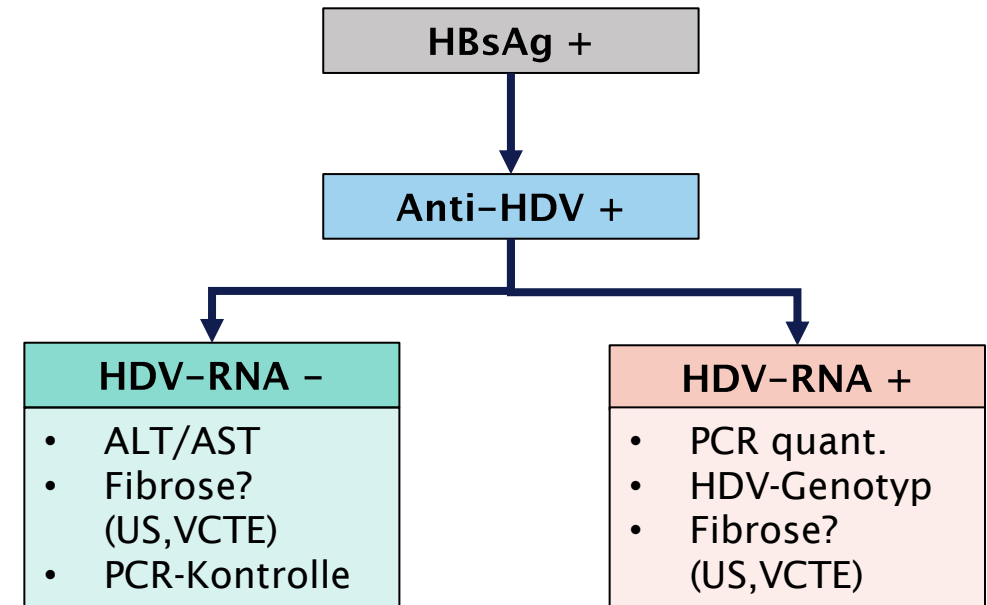 HBsAg +
Anti-HDV +
HDV-RNA -
• ALT/AST
• Fibrose?
(US,VCTE)
• PCR-Kontrolle
HDV-RNA +
• PCR quant.
• HDV-Genotyp
• Fibrose?
(US,VCTE)